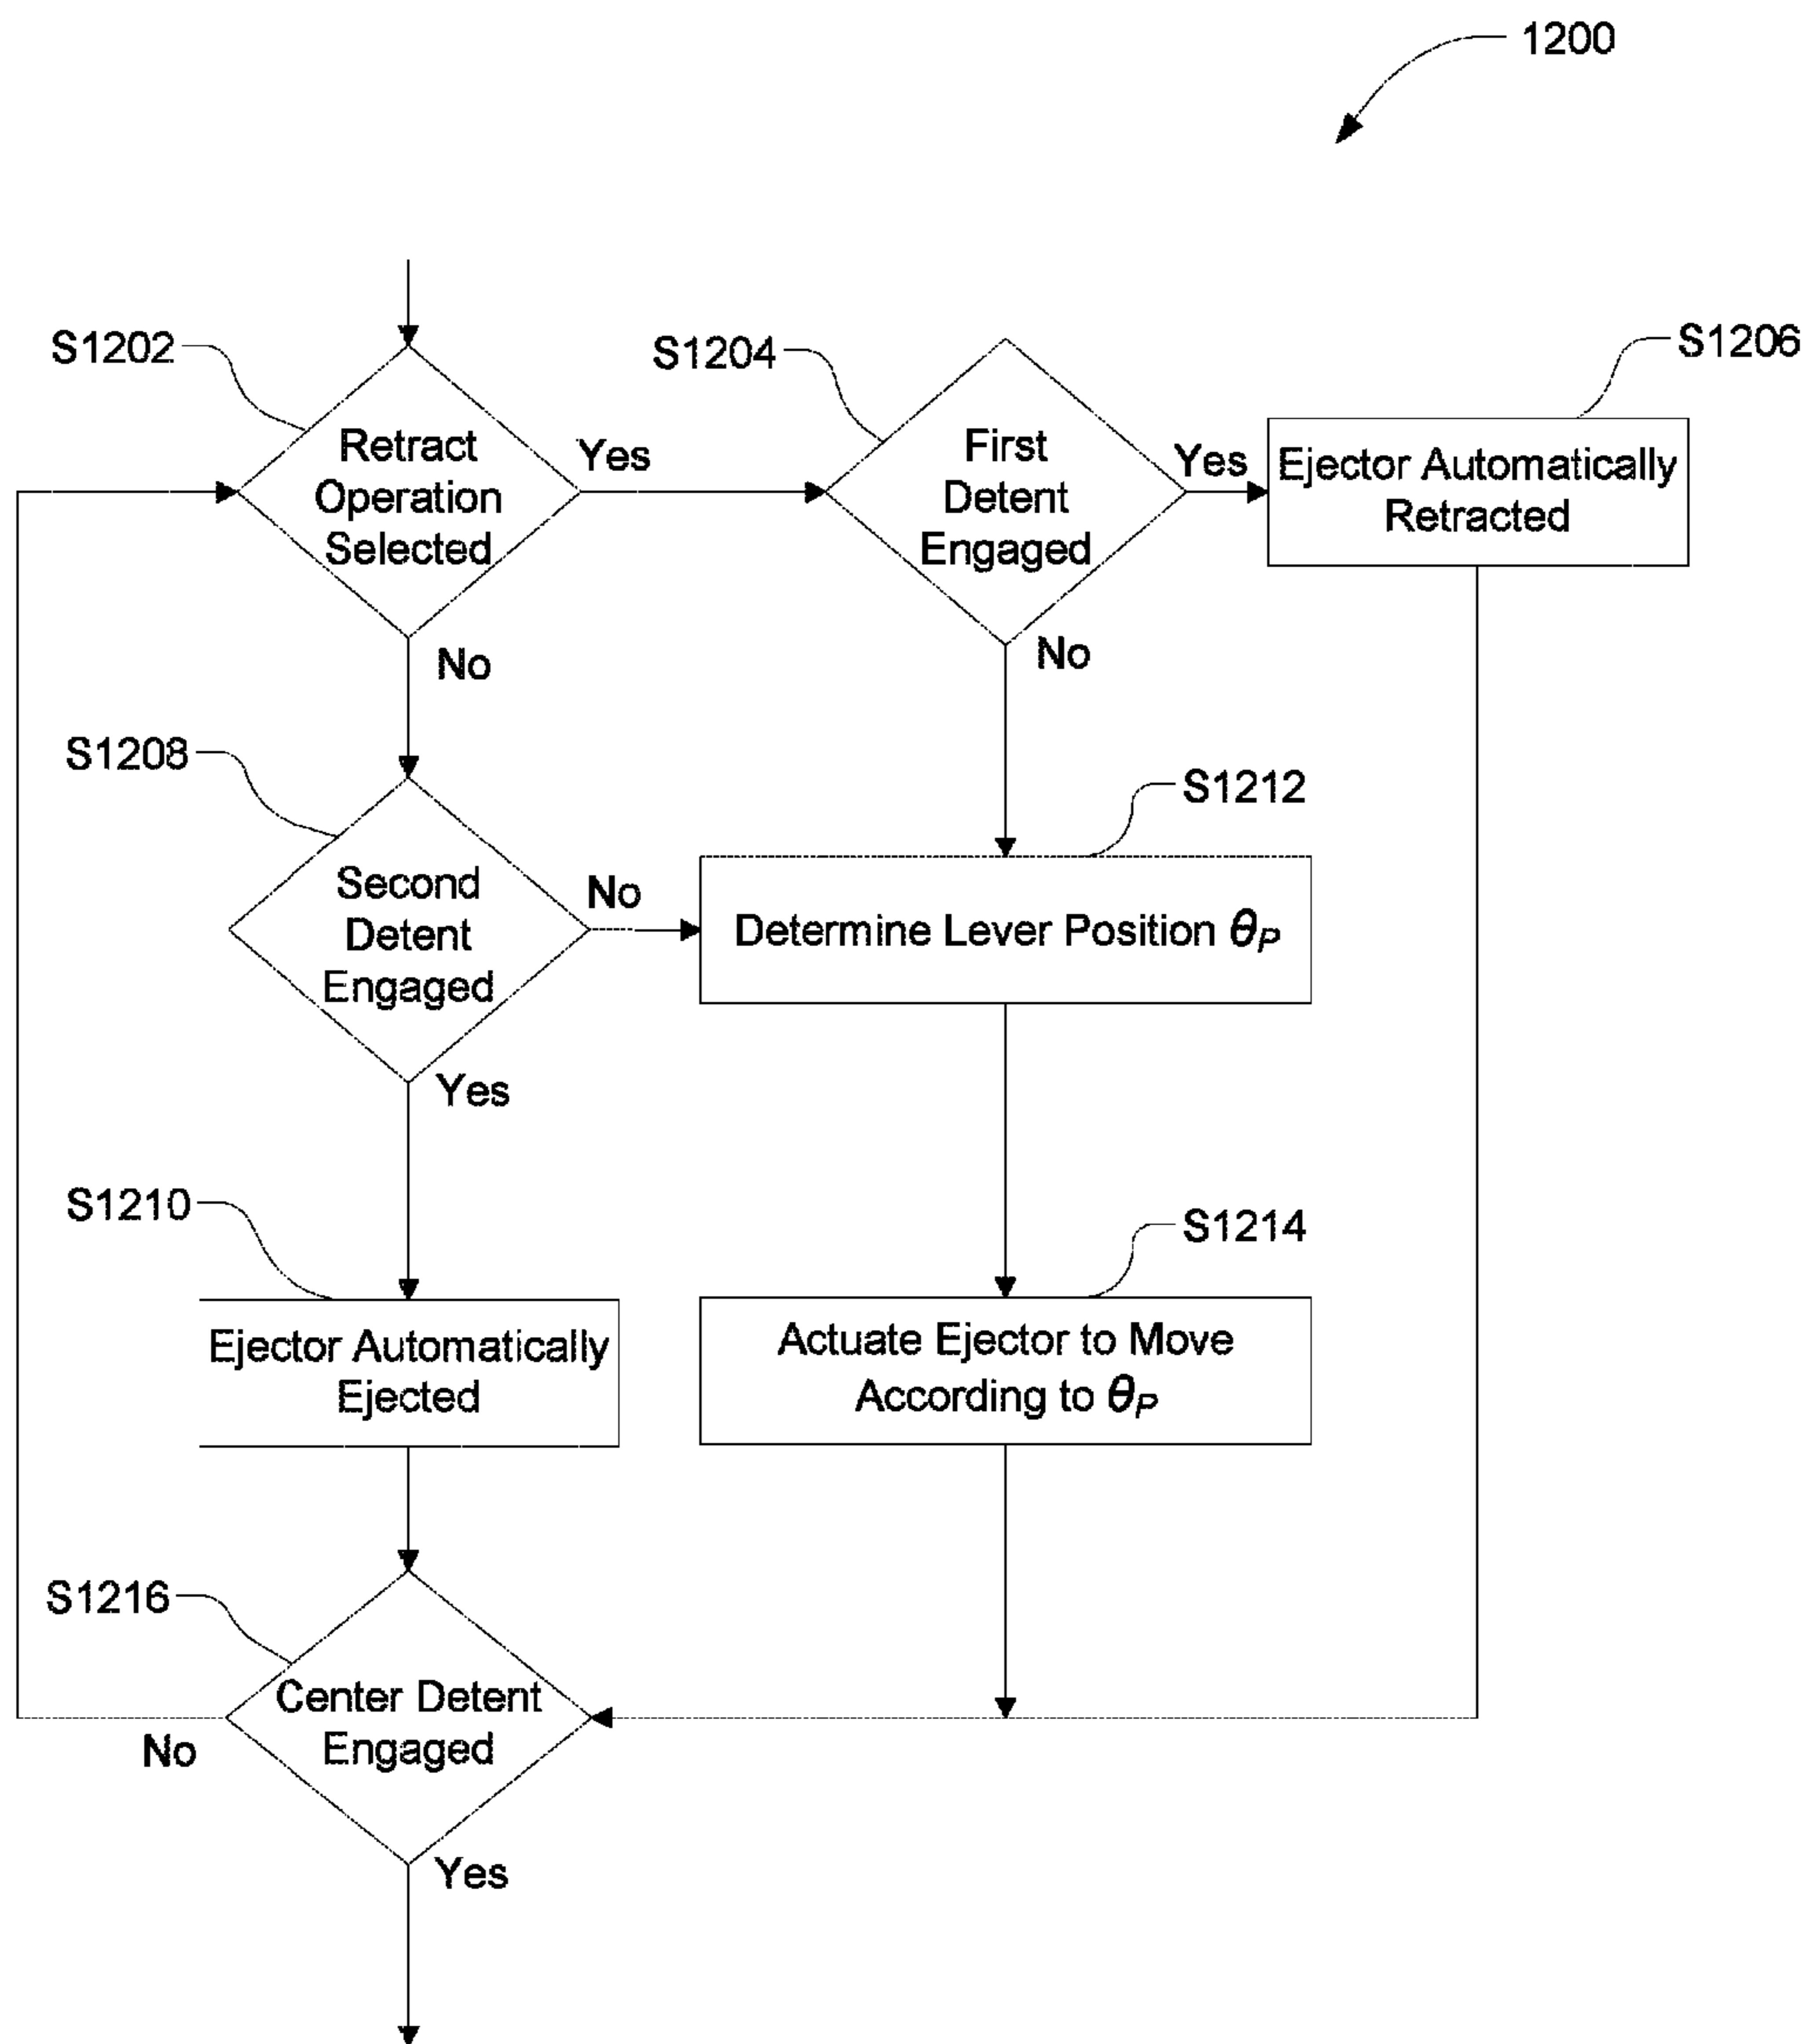 1200
S1202
Retract
Operation
Selected
Yes
No
S1204
First
Detent
Engaged
Yes
No
S1206
Ejector Automatically
Retracted
S1208
Second
Detent
Engaged
No
Yes
S1212
Determine Lever Position θP
S1210
Ejector Automatically
Ejected
S1214
Actuate Ejector to Move
According to θP
S1216
Center Detent
Engaged
No
Yes